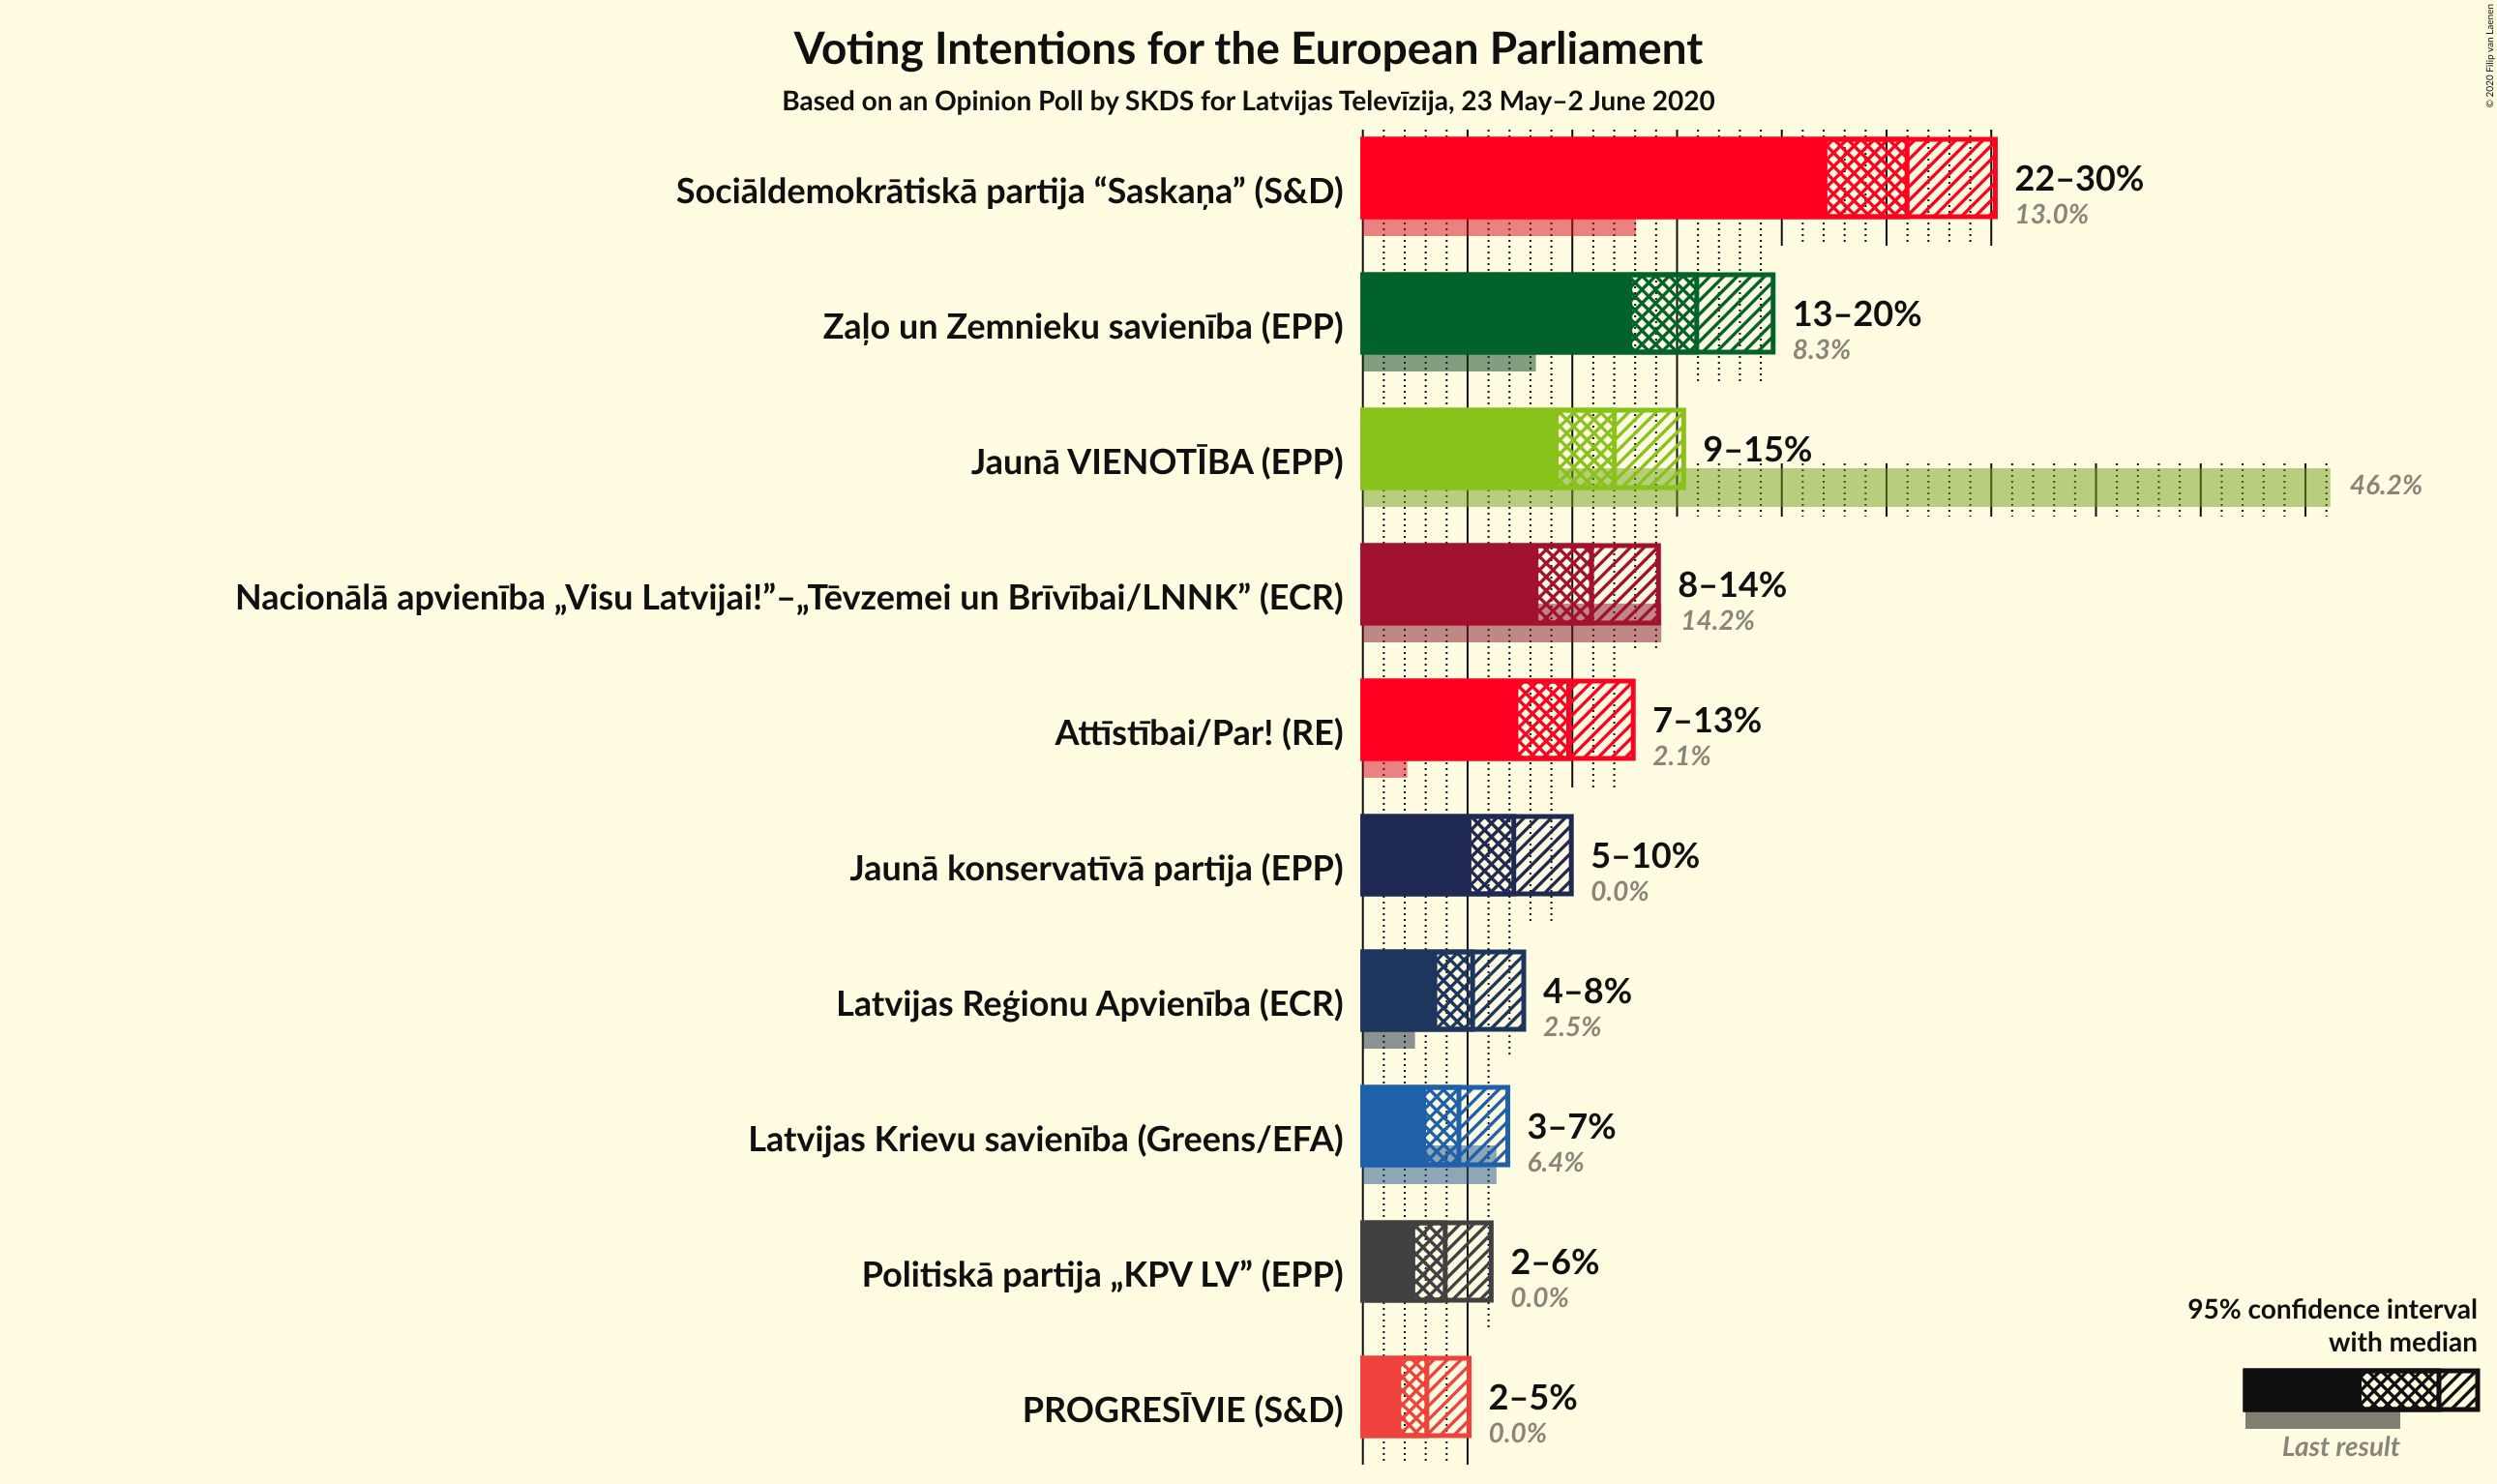 Voting Intentions for the European Parliament
Based on an Opinion Poll by SKDS for Latvijas Televīzija, 23 May–2 June 2020
© 2020 Filip van Laenen
Sociāldemokrātiskā partija “Saskaņa” (S&D)
22–30%
13.0%
Zaļo un Zemnieku savienība (EPP)
13–20%
8.3%
Jaunā VIENOTĪBA (EPP)
9–15%
46.2%
Nacionālā apvienība „Visu Latvijai!”–„Tēvzemei un Brīvībai/LNNK” (ECR)
8–14%
14.2%
Attīstībai/Par! (RE)
7–13%
2.1%
Jaunā konservatīvā partija (EPP)
5–10%
0.0%
Latvijas Reģionu Apvienība (ECR)
4–8%
2.5%
Latvijas Krievu savienība (Greens/EFA)
3–7%
6.4%
Politiskā partija „KPV LV” (EPP)
2–6%
0.0%
PROGRESĪVIE (S&D)
2–5%
0.0%
95% confidence interval
with median
Last result